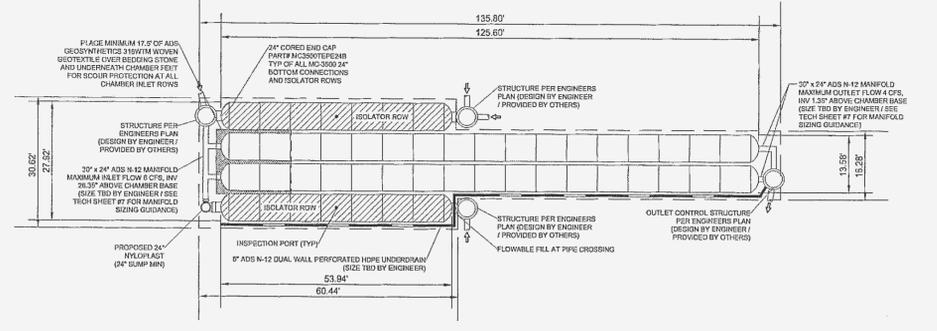 135.80'
125.60'
PLACE MINIMUM 17.5' OF ADS
GEOSYNTHETICS 315WTM WOVEN
GEOTEXTILE OVER BEDDING STONE
AND UNDERNEATH CHAMBER FEET
FOR SCOUR PROTECTION AT ALL
CHAMBER INLET ROWS
24" CORED END CAP
PART# MC3500TEPE24B
TYP OF ALL MC-3500 24"
BOTTOM CONNECTIONS
AND ISOLATOR ROWS
STRUCTURE PER ENGINEERS
PLAN (DESIGN BY ENGINEER
/ PROVIDED BY OTHERS)
30" x 24" ADS N-12 MANIFOLD
MAXIMUM OUTLET FLOW 4 CFS,
INV 1.35" ABOVE CHAMBER BASE
(SIZE TBD BY ENGINEER / SEE
TECH SHEET #7 FOR MANIFOLD
SIZING GUIDANCE)
ISOLATOR ROW
STRUCTURE PER
ENGINEERS PLAN
(DESIGN BY ENGINEER /
PROVIDED BY OTHERS)
30.62'
27.92'
MANIFOLD
MAXIMUM INLET FLOW 6 CFS, INV
26.35" ABOVE CHAMBER BASE
(SIZE TBD BY ENGINEER / SEE
TECH SHEET #7 FOR MANIFOLD
SIZING GUIDANCE)
13.58'
16.28'
ISOLATOR ROW
STRUCTURE PER ENGINEERS
PLAN (DESIGN BY ENGINEER
/ PROVIDED BY OTHERS)
OUTLET CONTROL STRUCTURE
PER ENGINEERS PLAN
(DESIGN BY ENGINEER /
PROVIDED BY OTHERS)
PROPOSED 24"
NYLOPLAST
(24" SUMP MIN)
INSPECTION PORT (TYP)
FLOWABLE FILL AT PIPE CROSSING
6" ADS N-12 DUAL WALL PERFORATED HDPE UNDERDRAIN
(SIZE TBD BY ENGINEER)
53.94'
60.44'